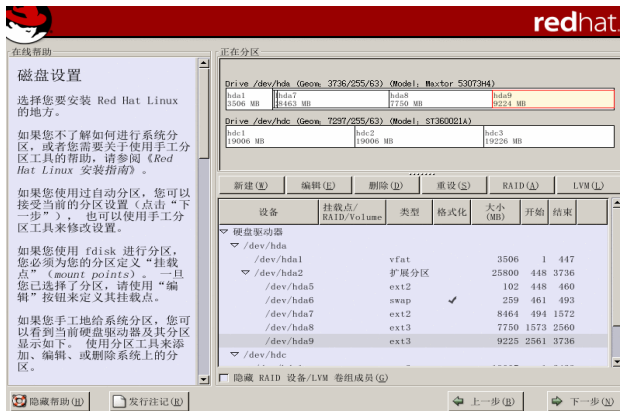 redhat.
在线帮助
磁盘设置
选择您要安装 Red Hat Linux
的地方。
如果您不了解如何进行系统分
区，或者您需要关于使用手工分
区工具的帮助，请参阅《Red
Hat Linux 安装指南》。
如果您使用过自动分区，您可以
接受当前的分区设置（点击“下
一步”），也可以使用手工分
区工具来修改设置。
如果您使用 fdisk 进行分区，
您必须为您的分区定义“挂载
点”（mount points）。 一旦
您已选择了分区，请使用“编
辑”按钮来定义其挂载点。
如果您手工地给系统分区，您可
以看到当前硬盘驱动器及其分区
显示如下。 使用分区工具来添
加、编辑、或删除系统上的分
区。
正在分区
Drive /dev/hda (Geom: 3736/255/63) (Model: Maxtor 53073H4)
hda1 hda7 hda8 hda9
3506 MB 8463 MB 7750 MB 9224 MB
Drive /dev/hdc (Geom: 7297/255/63) (Model: ST360021A)
hdc1 hdc2 hdc3
19006 MB 19006 MB 19226 MB
新建(W) 编辑(E) 删除(D) 重设(S) RAID(A) LVM(L)
设备 挂载点/RAID/Volume 类型 格式化 大小(MB) 开始 结束
硬盘驱动器
/dev/hda
/dev/hda1 vfat 3506 1 447
/dev/hda2 扩展分区 25800 448 3736
/dev/hda5 ext2 102 448 460
/dev/hda6 swap ✔ 259 461 493
/dev/hda7 ext2 8464 494 1572
/dev/hda8 ext3 7750 1573 2560
/dev/hda9 ext3 9225 2561 3736
/dev/hdc
隐藏 RAID 设备/LVM 卷组成员(G)
隐藏帮助(H) 发行注记(R) 上一步(B) 下一步(N)